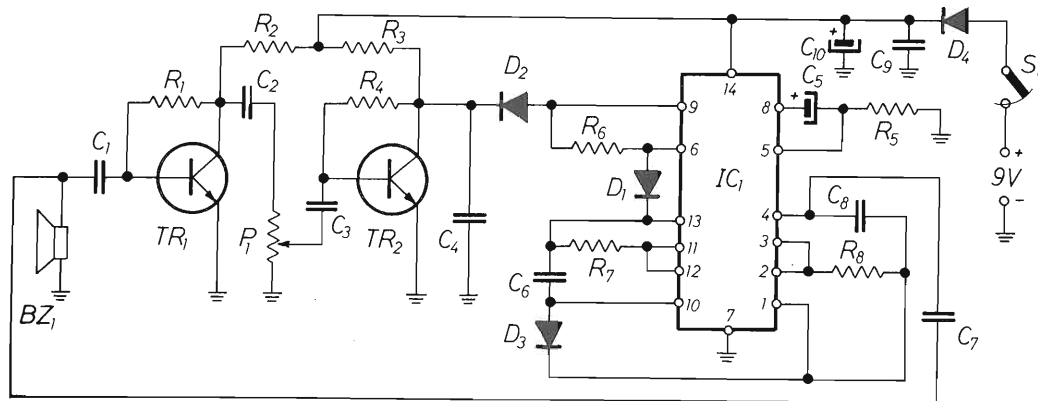 R2
R3
D4
C10
+
C9
S
D2
C5
+
R1
C2
R4
14
9
8
R5
C1
R6
6
5
+
9V
-
IC1
D1
C8
TR1
P1
C3
TR2
C4
13
4
11
3
R7
12
2
R8
C6
BZ1
10
1
D3
7
C7